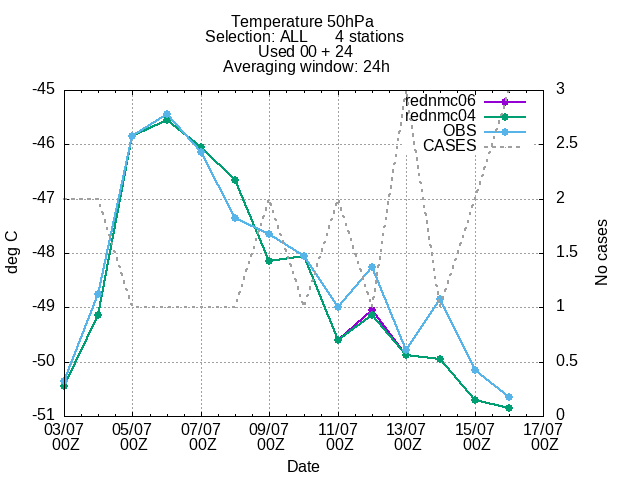 Temperature 50hPa
Selection: ALL 4 stations
Used 00 + 24
Averaging window: 24h
-45
-46
-47
-48
-49
-50
-51
deg C
3
2.5
2
1.5
1
0.5
0
No cases
rednmc06
rednmc04
OBS
CASES
03/07 05/07 07/07 09/07 11/07 13/07 15/07 17/07
00Z 00Z 00Z 00Z 00Z 00Z 00Z 00Z
Date